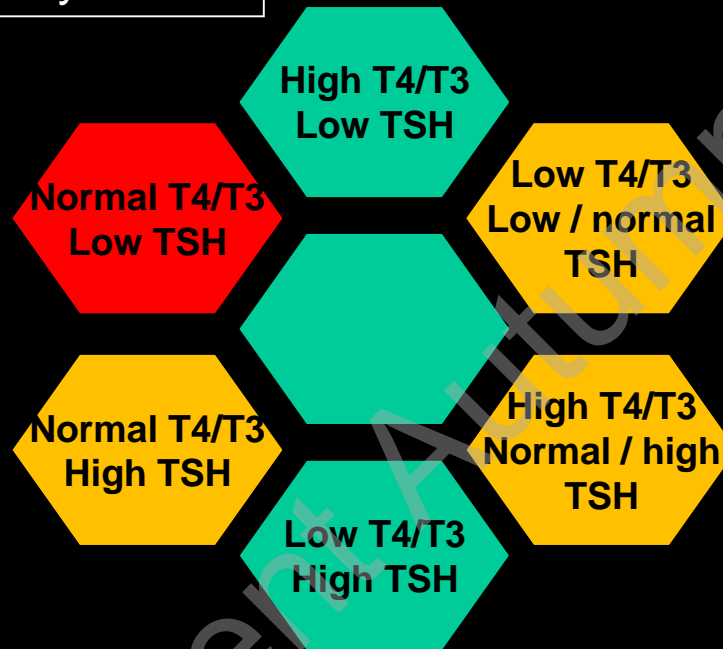 High T4/T3
Low TSH
Normal T4/T3
Low TSH
Low T4/T3
Low / normal
TSH
Normal T4/T3
High TSH
High T4/T3
Normal / high
TSH
Low T4/T3
High TSH